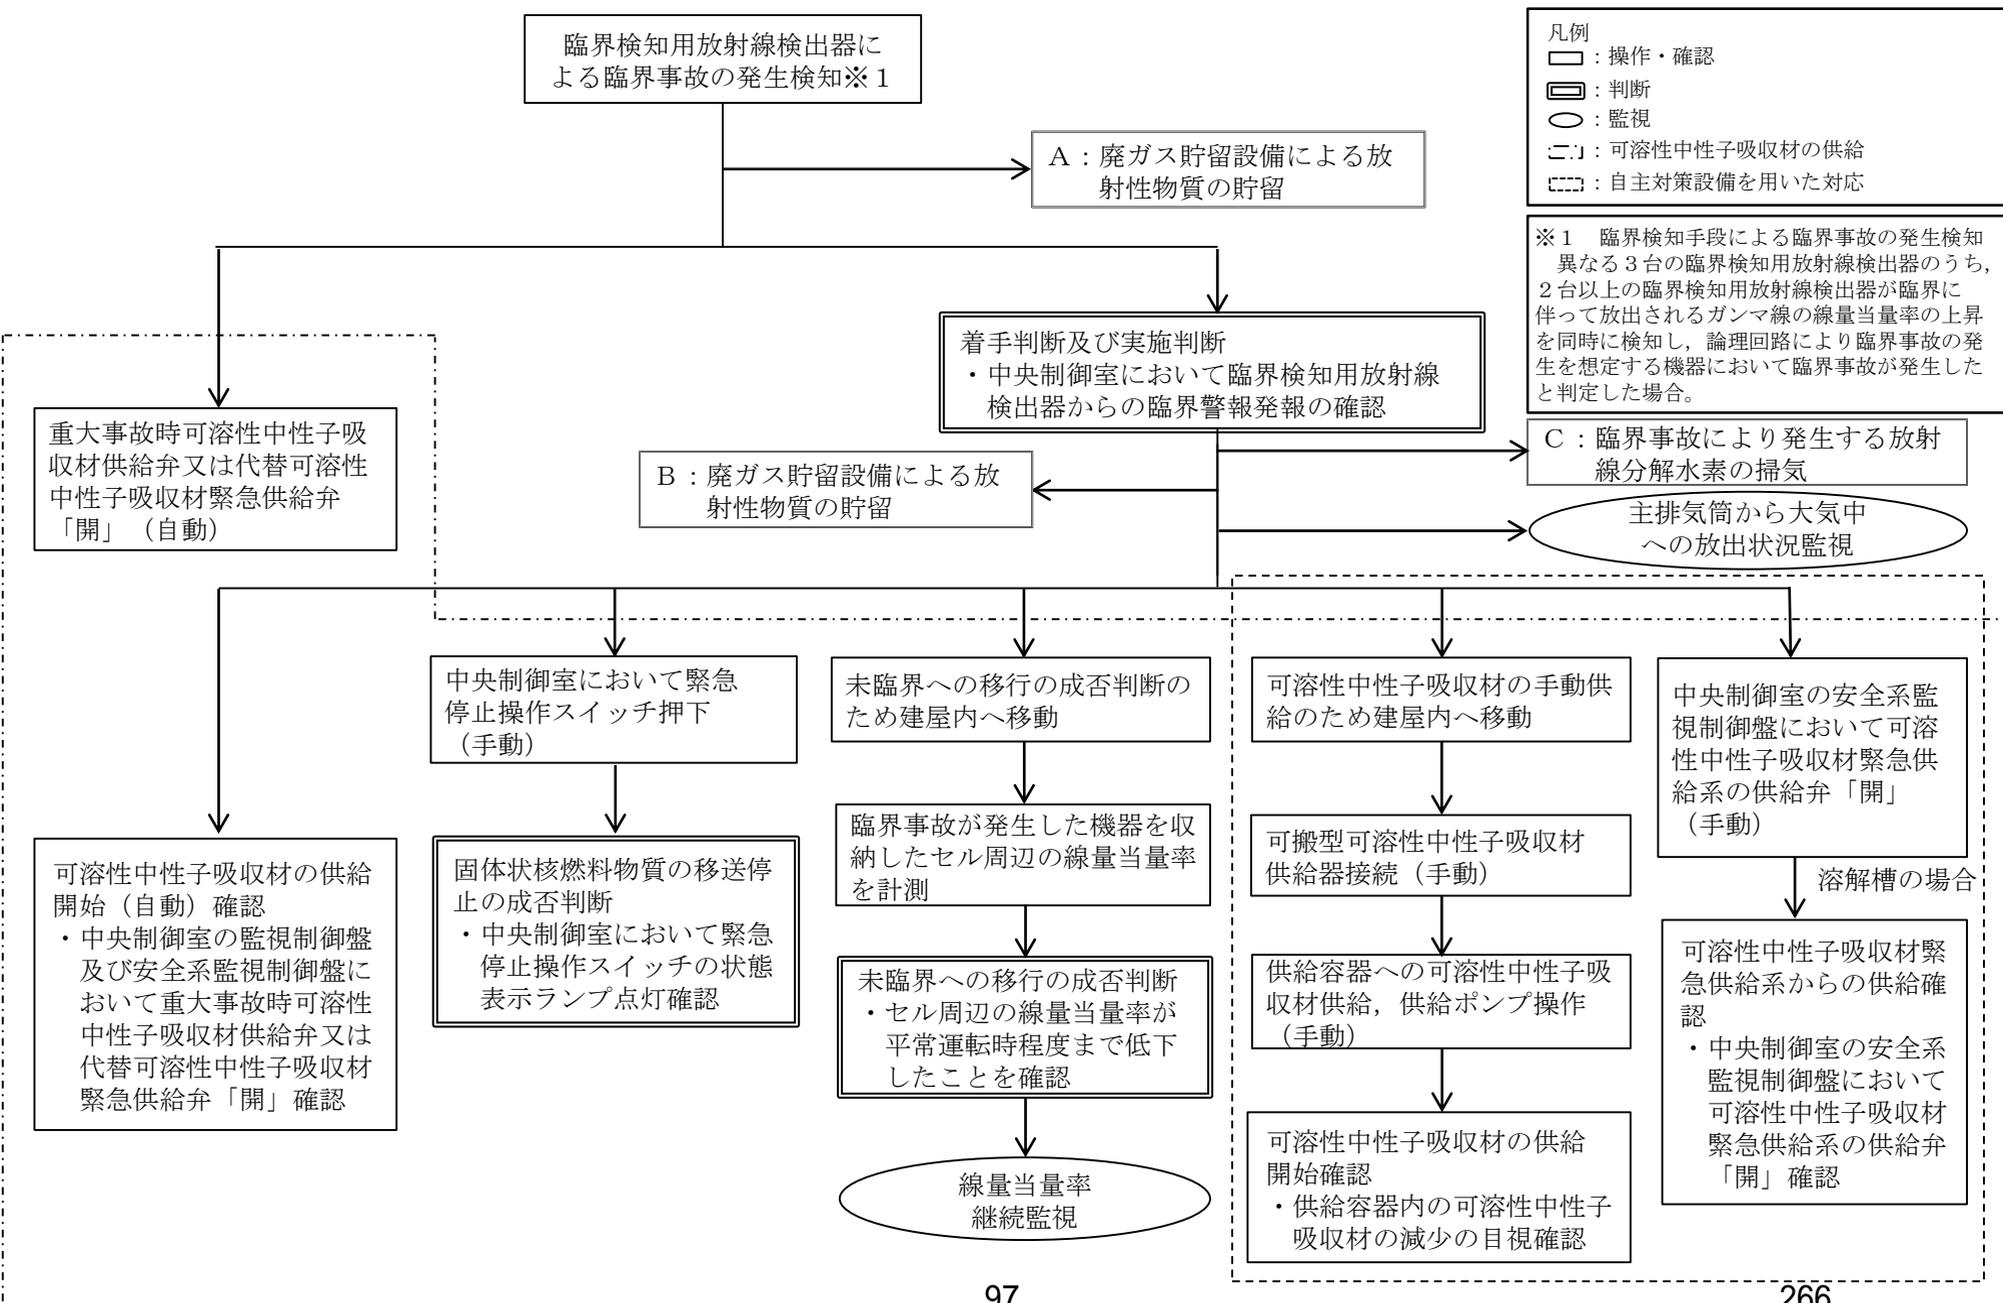 臨界検知用放射線検出器に
よる臨界事故の発生検知※１
凡例
：操作・確認
：判断
：監視
：可溶性中性子吸収材の供給
：自主対策設備を用いた対応
Ａ：廃ガス貯留設備による放
射性物質の貯留
※１　臨界検知手段による臨界事故の発生検知
異なる３台の臨界検知用放射線検出器のうち，
２台以上の臨界検知用放射線検出器が臨界に
伴って放出されるガンマ線の線量当量率の上昇
を同時に検知し，論理回路により臨界事故の発
生を想定する機器において臨界事故が発生した
と判定した場合。
着手判断及び実施判断
・中央制御室において臨界検知用放射線
検出器からの臨界警報発報の確認
重大事故時可溶性中性子吸
収材供給弁又は代替可溶性
中性子吸収材緊急供給弁
「開」（自動）
Ｂ：廃ガス貯留設備による放
射性物質の貯留
Ｃ：臨界事故により発生する放射
線分解水素の掃気
主排気筒から大気中
への放出状況監視
可溶性中性子吸収材の供給
開始（自動）確認
・中央制御室の監視制御盤
及び安全系監視制御盤に
おいて重大事故時可溶性
中性子吸収材供給弁又は
代替可溶性中性子吸収材
緊急供給弁「開」確認
中央制御室において緊急
停止操作スイッチ押下
（手動）
固体状核燃料物質の移送停
止の成否判断
・中央制御室において緊急
停止操作スイッチの状態
表示ランプ点灯確認
未臨界への移行の成否判断の
ため建屋内へ移動
臨界事故が発生した機器を収
納したセル周辺の線量当量率
を計測
未臨界への移行の成否判断
・セル周辺の線量当量率が
平常運転時程度まで低下
したことを確認
線量当量率
継続監視
可溶性中性子吸収材の手動供
給のため建屋内へ移動
可搬型可溶性中性子吸収材
供給器接続（手動）
供給容器への可溶性中性子吸
収材供給，供給ポンプ操作
（手動）
可溶性中性子吸収材の供給
開始確認
・供給容器内の可溶性中性子
吸収材の減少の目視確認
中央制御室の安全系監
視制御盤において可溶
性中性子吸収材緊急供
給系の供給弁「開」
（手動）
溶解槽の場合
可溶性中性子吸収材緊
急供給系からの供給確
認
・中央制御室の安全系
監視制御盤において
可溶性中性子吸収材
緊急供給系の供給弁
「開」確認
97
266